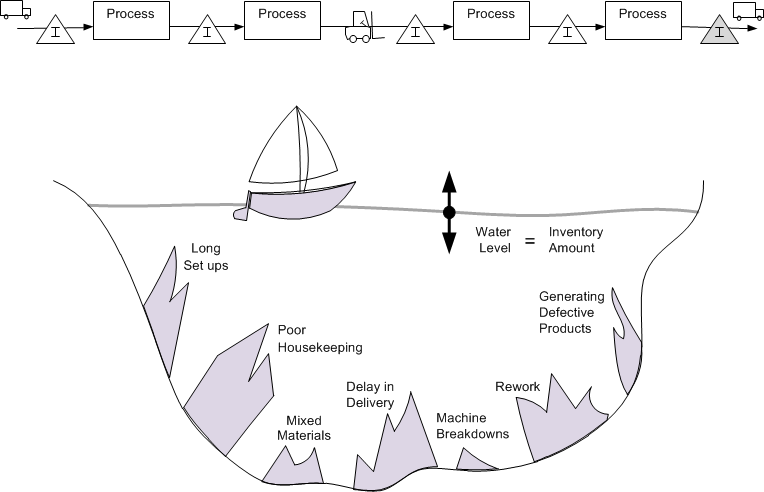 Process
Process
Process
Process
I
I
I
I
I
Water
Level
=
Inventory
Amount
Long
Set ups
Generating
Defective
Products
Poor
Housekeeping
Delay in
Delivery
Rework
Mixed
Materials
Machine
Breakdowns